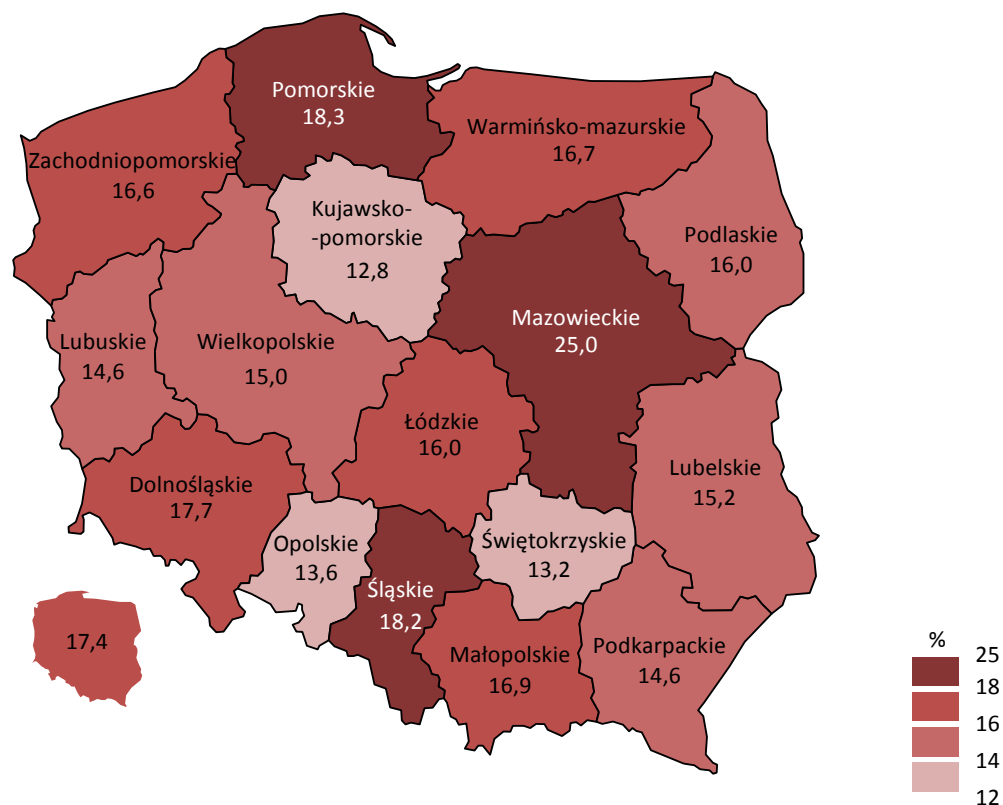 Pomorskie
18,3
Warmińsko-mazurskie
16,7
Zachodniopomorskie
16,6
Kujawsko-
-pomorskie
12,8
Podlaskie
16,0
Mazowieckie
25,0
Lubuskie
14,6
Wielkopolskie
15,0
Łódzkie
16,0
Lubelskie
15,2
Dolnośląskie
17,7
Opolskie
13,6
Świętokrzyskie
13,2
Śląskie
18,2
Małopolskie
16,9
Podkarpackie
14,6
17,4
%
25
18
16
14
12